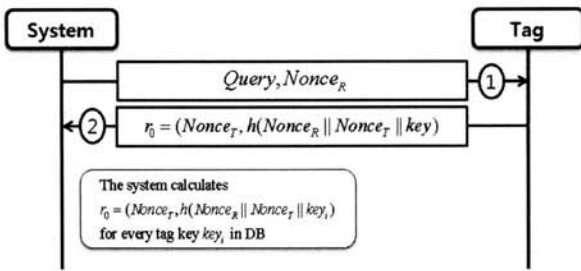 System
Tag
Query, Nonce_R
1
2
r_0 = (Nonce_T, h(Nonce_R || Nonce_T || key)
The system calculates
r_0 = (Nonce_T, h(Nonce_R || Nonce_T || key_i)
for every tag key key_i in DB